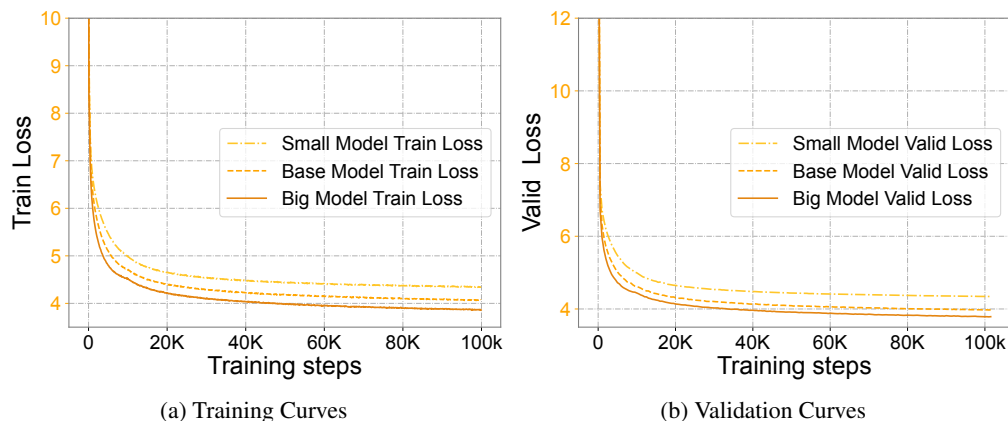 10
9
8
7
6
5
4
Train Loss
Small Model Train Loss
Base Model Train Loss
Big Model Train Loss
0 20K 40K 60K 80K 100k
Training steps
(a) Training Curves
12
10
8
6
4
Valid Loss
Small Model Valid Loss
Base Model Valid Loss
Big Model Valid Loss
0 20K 40K 60K 80K 100k
Training steps
(b) Validation Curves